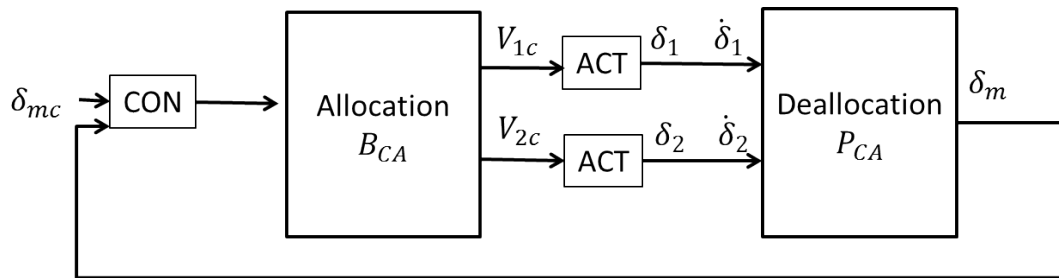 δ_mc
CON
Allocation
B_CA
V_1c
ACT
δ_1 δ̇_1
V_2c
ACT
δ_2 δ̇_2
Deallocation
P_CA
δ_m